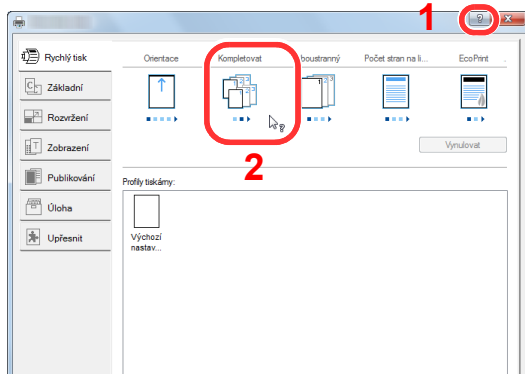 1
?
x
Rychlý tisk
Orientace
Kompletovat
boustranný
Počet stran na li...
EcoPrint
Základní
Rozvržení
Zobrazení
Vynulovat
2
Publikování
Profily tiskárny:
Úloha
Upřesnit
Výchozí
nastav...